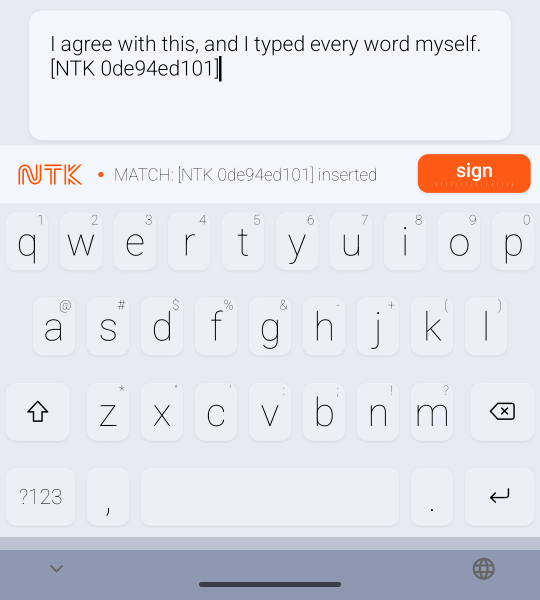 I agree with this, and I typed every word myself.
[NTK 0de94ed101]
NTK • MATCH: [NTK 0de94ed101] inserted sign
1 2 3 4 5 6 7 8 9 0
q w e r t y u i o p
@ # $ % & - + ( )
a s d f g h j k l
* " ' : ; ! ?
z x c v b n m
?123 , .